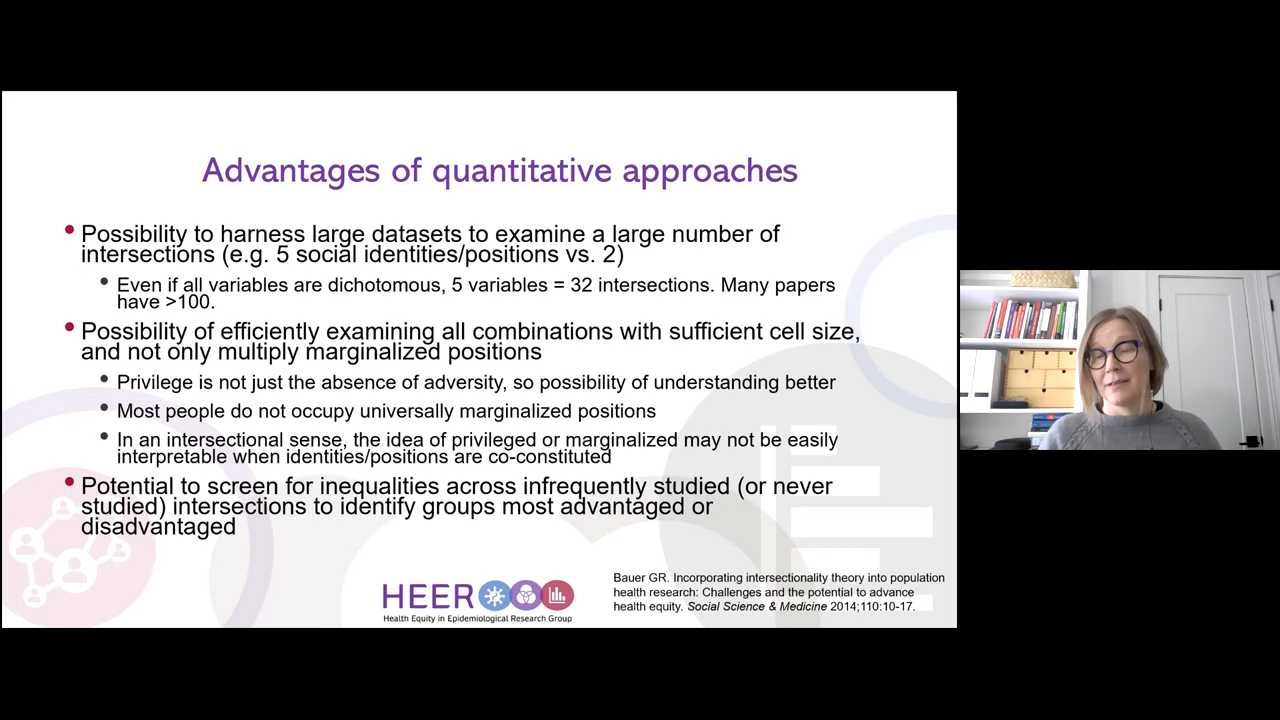 Advantages of quantitative approaches
• Possibility to harness large datasets to examine a large number of
intersections (e.g. 5 social identities/positions vs. 2)
• Even if all variables are dichotomous, 5 variables = 32 intersections. Many papers
have >100.
• Possibility of efficiently examining all combinations with sufficient cell size,
and not only multiply marginalized positions
• Privilege is not just the absence of adversity, so possibility of understanding better
• Most people do not occupy universally marginalized positions
• In an intersectional sense, the idea of privileged or marginalized may not be easily
interpretable when identities/positions are co-constituted
• Potential to screen for inequalities across infrequently studied (or never
studied) intersections to identify groups most advantaged or
disadvantaged
HEER
Health Equity in Epidemiological Research Group
Bauer GR. Incorporating intersectionality theory into population
health research: Challenges and the potential to advance
health equity. Social Science & Medicine 2014;110:10-17.